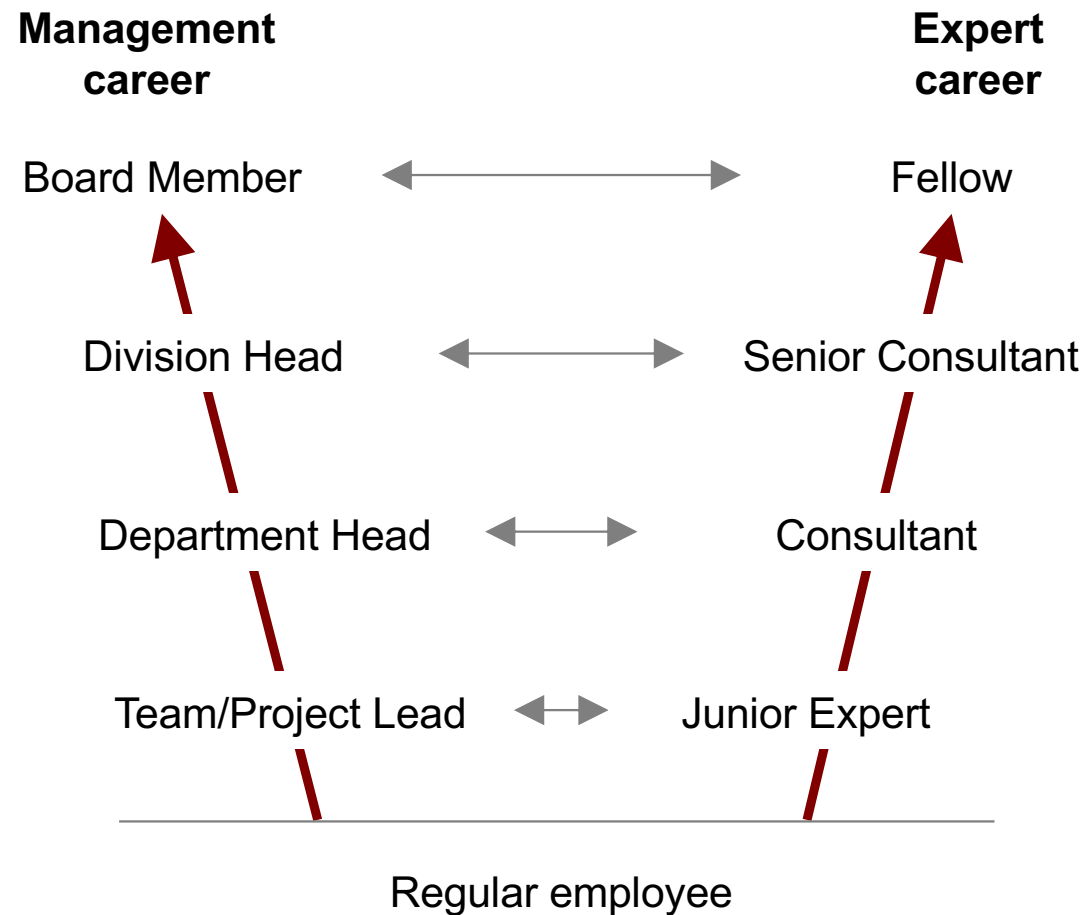 Management
career
Expert
career
Board Member
Fellow
Division Head
Senior Consultant
Department Head
Consultant
Team/Project Lead
Junior Expert
Regular employee